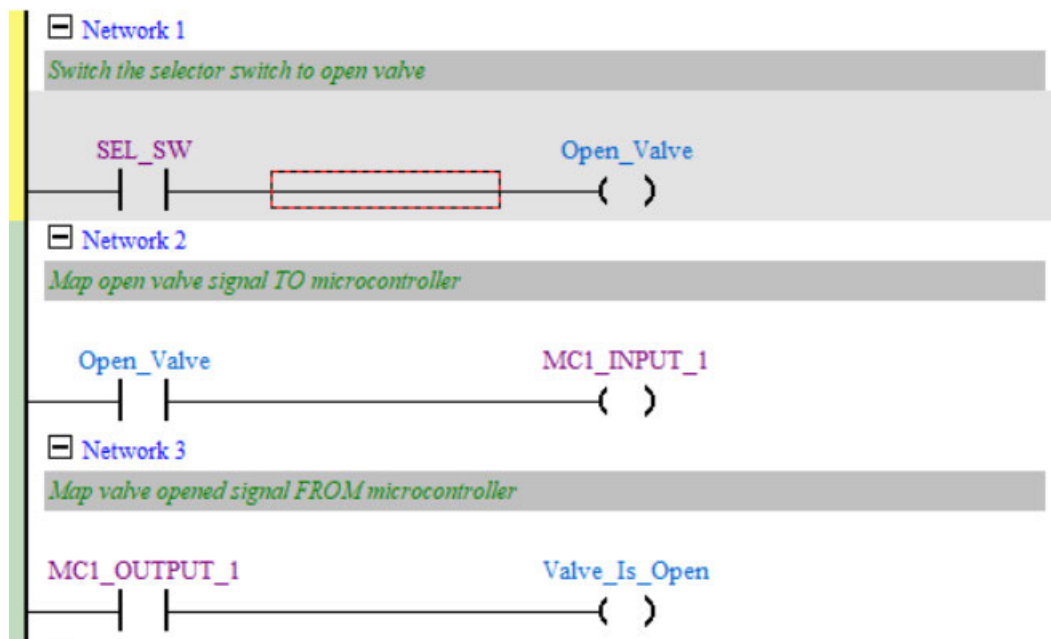 Network 1
Switch the selector switch to open valve
SEL_SW Open_Valve
Network 2
Map open valve signal TO microcontroller
Open_Valve MC1_INPUT_1
Network 3
Map valve opened signal FROM microcontroller
MC1_OUTPUT_1 Valve_Is_Open